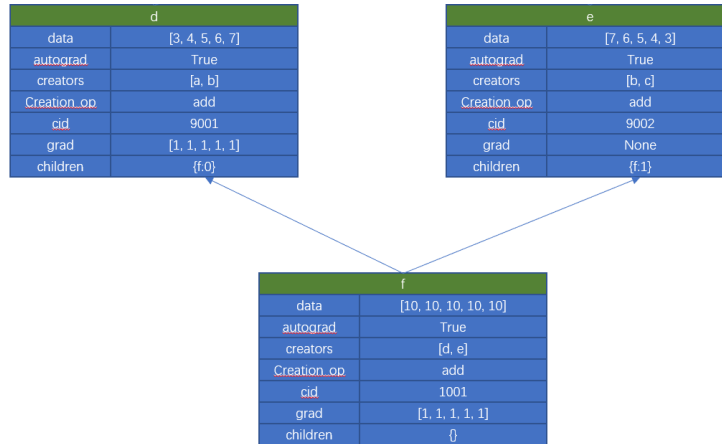 d
data [3, 4, 5, 6, 7]
autograd True
creators [a, b]
Creation_op add
cid 9001
grad [1, 1, 1, 1, 1]
children {f:0}
e
data [7, 6, 5, 4, 3]
autograd True
creators [b, c]
Creation_op add
cid 9002
grad None
children {f:1}
f
data [10, 10, 10, 10, 10]
autograd True
creators [d, e]
Creation_op add
cid 1001
grad [1, 1, 1, 1, 1]
children {}